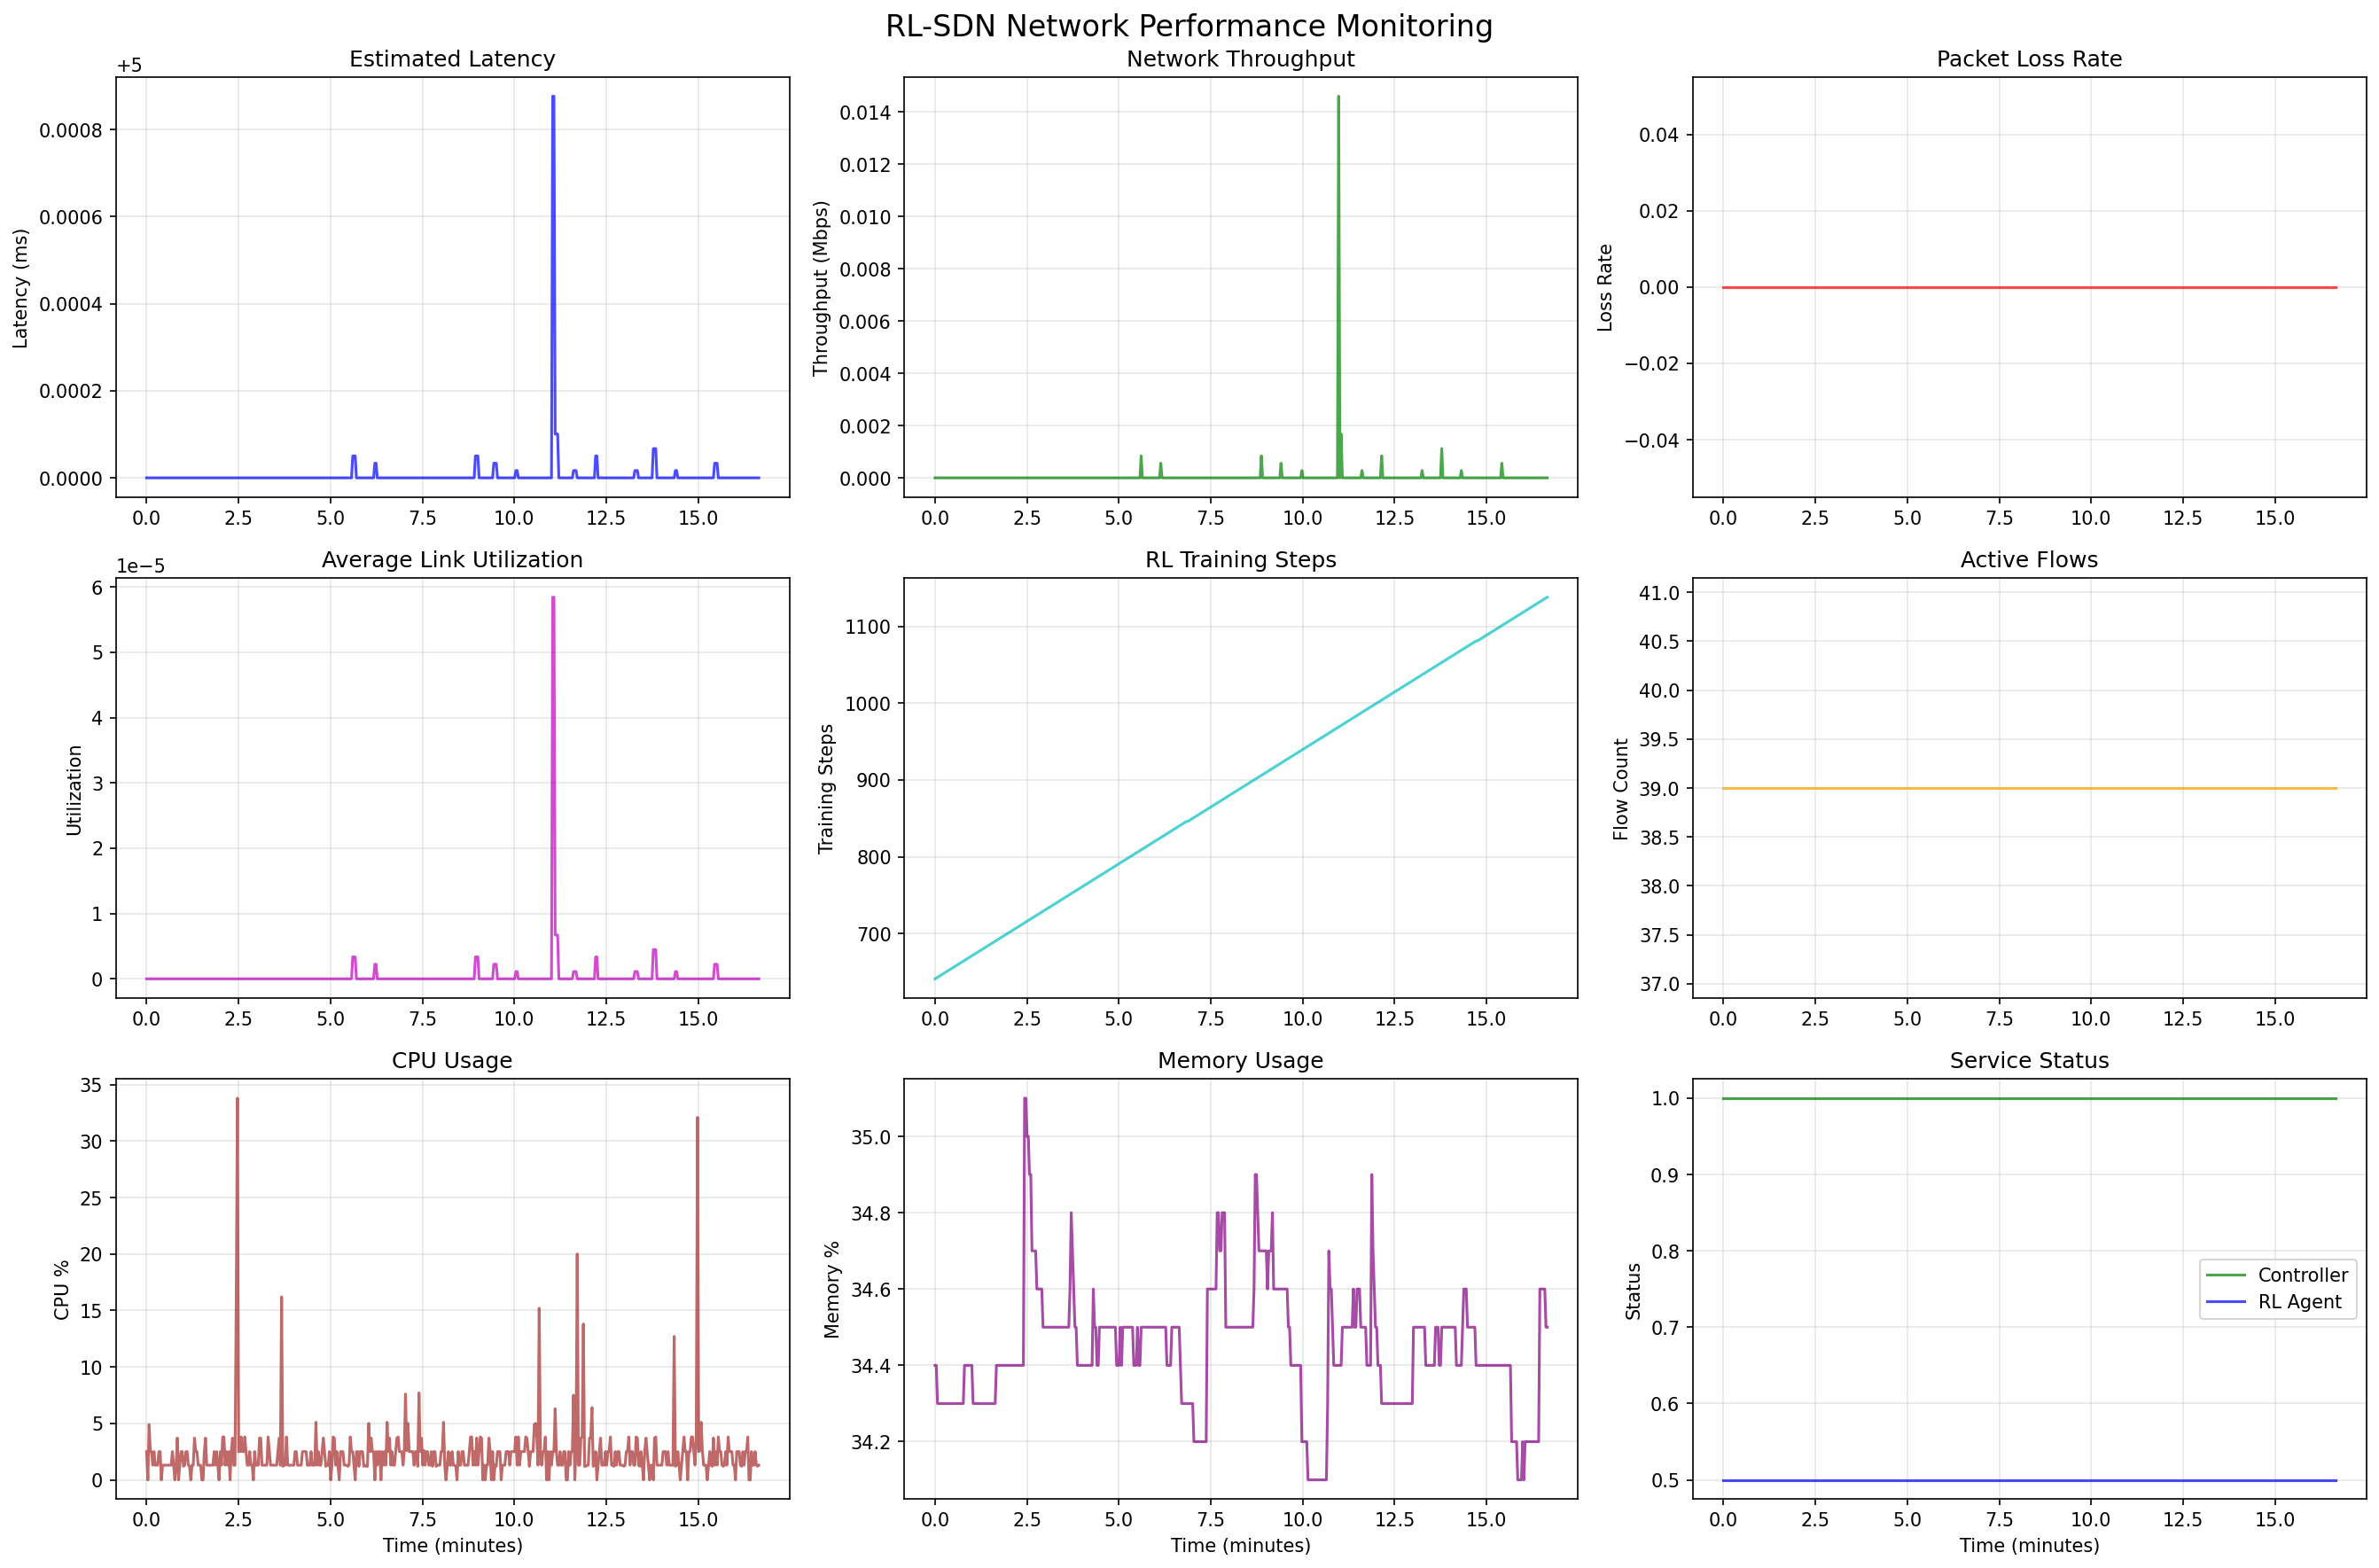 RL-SDN Network Performance Monitoring
Estimated Latency
+5
Latency (ms)
0.0008
0.0006
0.0004
0.0002
0.0000
0.0 2.5 5.0 7.5 10.0 12.5 15.0
Network Throughput
Throughput (Mbps)
0.014
0.012
0.010
0.008
0.006
0.004
0.002
0.000
0.0 2.5 5.0 7.5 10.0 12.5 15.0
Packet Loss Rate
Loss Rate
0.04
0.02
0.00
−0.02
−0.04
0.0 2.5 5.0 7.5 10.0 12.5 15.0
Average Link Utilization
1e−5
Utilization
6
5
4
3
2
1
0
0.0 2.5 5.0 7.5 10.0 12.5 15.0
RL Training Steps
Training Steps
1100
1000
900
800
700
0.0 2.5 5.0 7.5 10.0 12.5 15.0
Active Flows
Flow Count
41.0
40.5
40.0
39.5
39.0
38.5
38.0
37.5
37.0
0.0 2.5 5.0 7.5 10.0 12.5 15.0
CPU Usage
CPU %
35
30
25
20
15
10
5
0
0.0 2.5 5.0 7.5 10.0 12.5 15.0
Time (minutes)
Memory Usage
Memory %
35.0
34.8
34.6
34.4
34.2
0.0 2.5 5.0 7.5 10.0 12.5 15.0
Time (minutes)
Service Status
Status
1.0
0.9
0.8
0.7
0.6
0.5
Controller
RL Agent
0.0 2.5 5.0 7.5 10.0 12.5 15.0
Time (minutes)